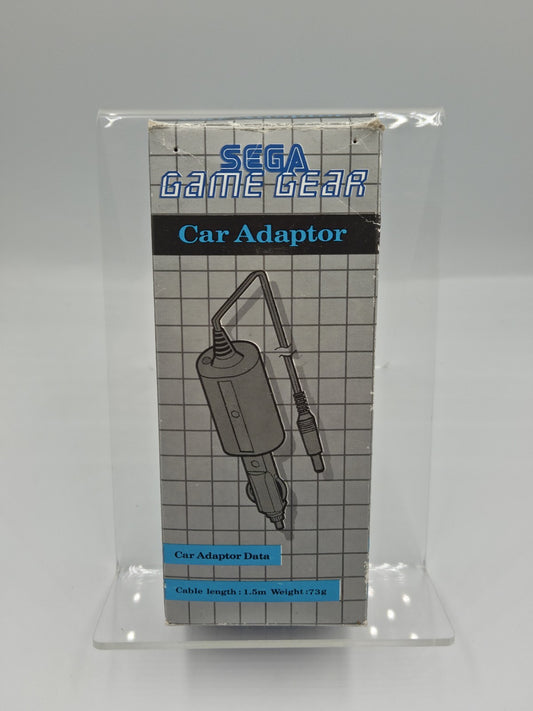 SEGA
GAME GEAR
Car Adaptor
Car Adaptor Data
Cable length : 1.5m Weight :73g